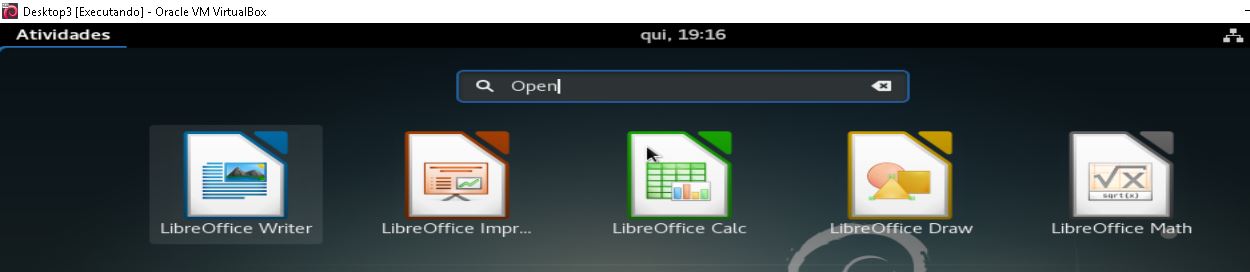 Desktop3 [Executando] - Oracle VM VirtualBox
Atividades
qui, 19:16
Open
sqrt(x)
LibreOffice Writer
LibreOffice Impr...
LibreOffice Calc
LibreOffice Draw
LibreOffice Math